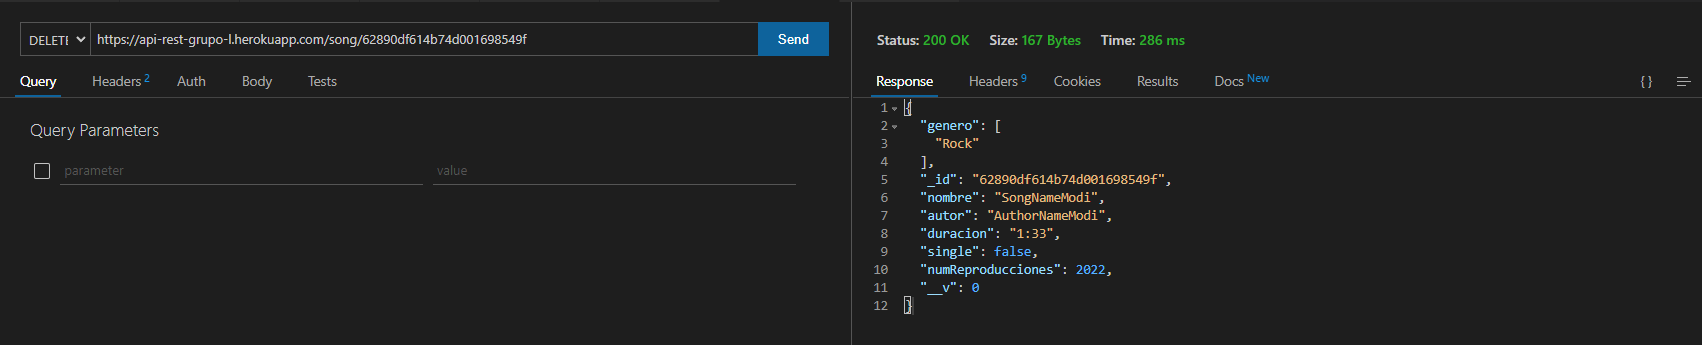 DELETE https://api-rest-grupo-l.herokuapp.com/song/62890df614b74d001698549f Send
Query Headers 2 Auth Body Tests
Query Parameters
parameter value
Status: 200 OK Size: 167 Bytes Time: 286 ms
Response Headers 9 Cookies Results Docs New { }
1 {
2 "genero": [
3 "Rock"
4 ],
5 "_id": "62890df614b74d001698549f",
6 "nombre": "SongNameModi",
7 "autor": "AuthorNameModi",
8 "duracion": "1:33",
9 "single": false,
10 "numReproducciones": 2022,
11 "__v": 0
12 }